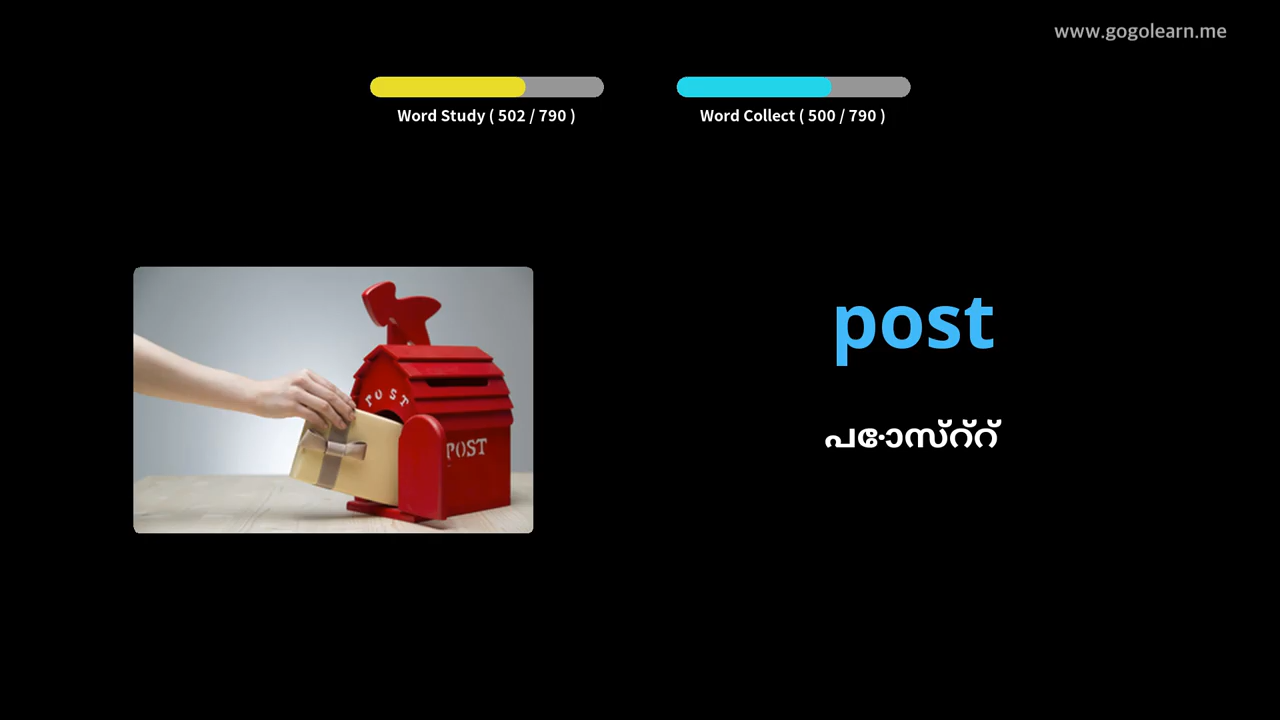 www.gogolearn.me
Word Study ( 502 / 790 )
Word Collect ( 500 / 790 )
POST
POST
post
പോസ്റ്റ്